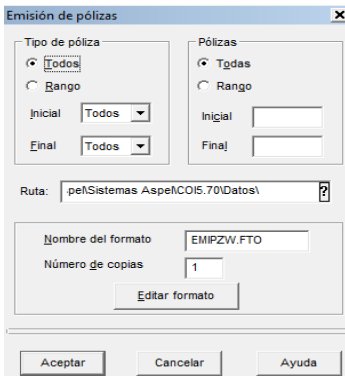 Emisión de pólizas
Tipo de póliza
Todos
Rango
Inicial Todos
Final Todos
Pólizas
Todas
Rango
Inicial
Final
Ruta: pel\Sistemas Aspel\COI5.70\Datos\ ?
Nombre del formato EMIPZW.FTO
Número de copias 1
Editar formato
Aceptar Cancelar Ayuda